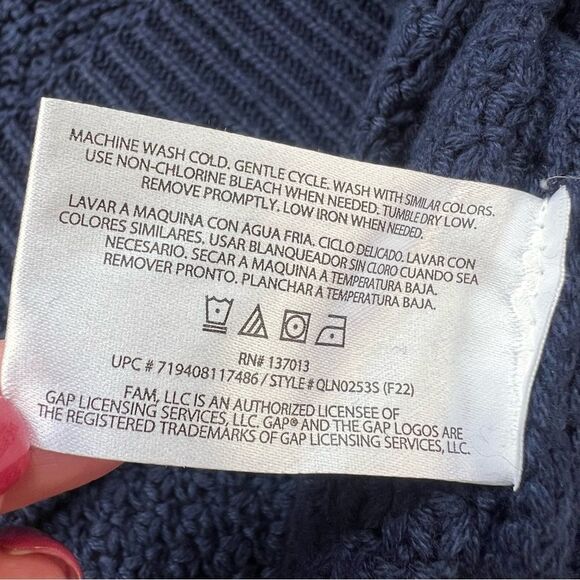 MACHINE WASH COLD. GENTLE CYCLE. WASH WITH SIMILAR COLORS.
USE NON-CHLORINE BLEACH WHEN NEEDED. TUMBLE DRY LOW.
REMOVE PROMPTLY. LOW IRON WHEN NEEDED.
LAVAR A MAQUINA CON AGUA FRIA. CICLO DELICADO. LAVAR CON
COLORES SIMILARES. USAR BLANQUEADOR SIN CLORO CUANDO SEA
NECESARIO. SECAR A MAQUINA A TEMPERATURA BAJA.
REMOVER PRONTO. PLANCHAR A TEMPERATURA BAJA.
RN# 137013
UPC # 719408117486 / STYLE # QLN0253S (F22)
FAM, LLC IS AN AUTHORIZED LICENSEE OF
GAP LICENSING SERVICES, LLC. GAP® AND THE GAP LOGOS ARE
THE REGISTERED TRADEMARKS OF GAP LICENSING SERVICES, LLC.